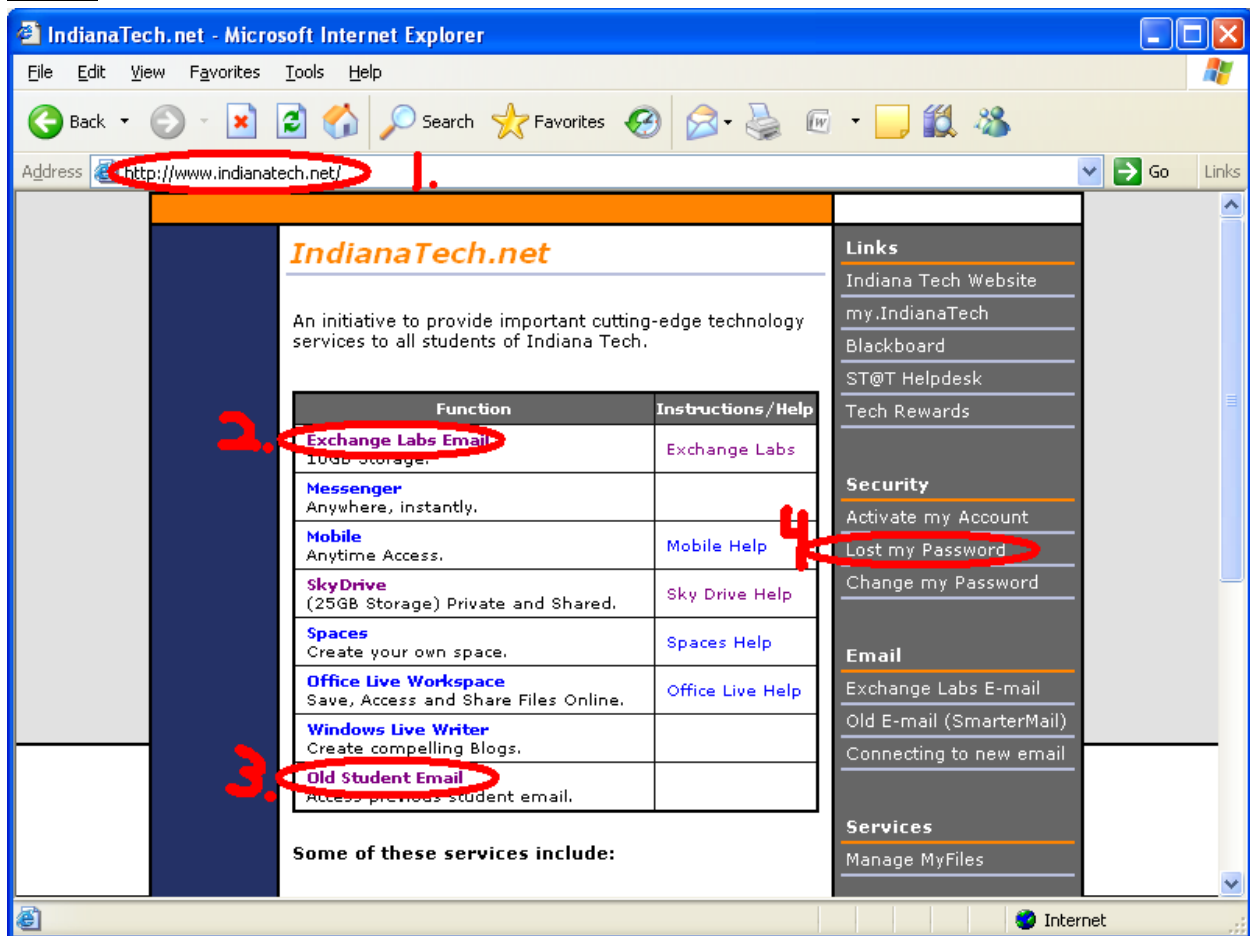 IndianaTech.net - Microsoft Internet Explorer
File Edit View Favorites Tools Help
Back Search Favorites
Address http://www.indianatech.net/ Go Links
1.
IndianaTech.net
An initiative to provide important cutting-edge technology
services to all students of Indiana Tech.
Function Instructions/Help
2.
Exchange Labs Email Exchange Labs
10GB Storage.
Messenger
Anywhere, instantly.
Mobile Mobile Help
Anytime Access.
SkyDrive Sky Drive Help
(25GB Storage) Private and Shared.
Spaces Spaces Help
Create your own space.
Office Live Workspace Office Live Help
Save, Access and Share Files Online.
Windows Live Writer
Create compelling Blogs.
3.
Old Student Email
Access previous student email.
Some of these services include:
Links
Indiana Tech Website
my.IndianaTech
Blackboard
ST@T Helpdesk
Tech Rewards
Security
Activate my Account
4
Lost my Password
Change my Password
Email
Exchange Labs E-mail
Old E-mail (SmarterMail)
Connecting to new email
Services
Manage MyFiles
Internet